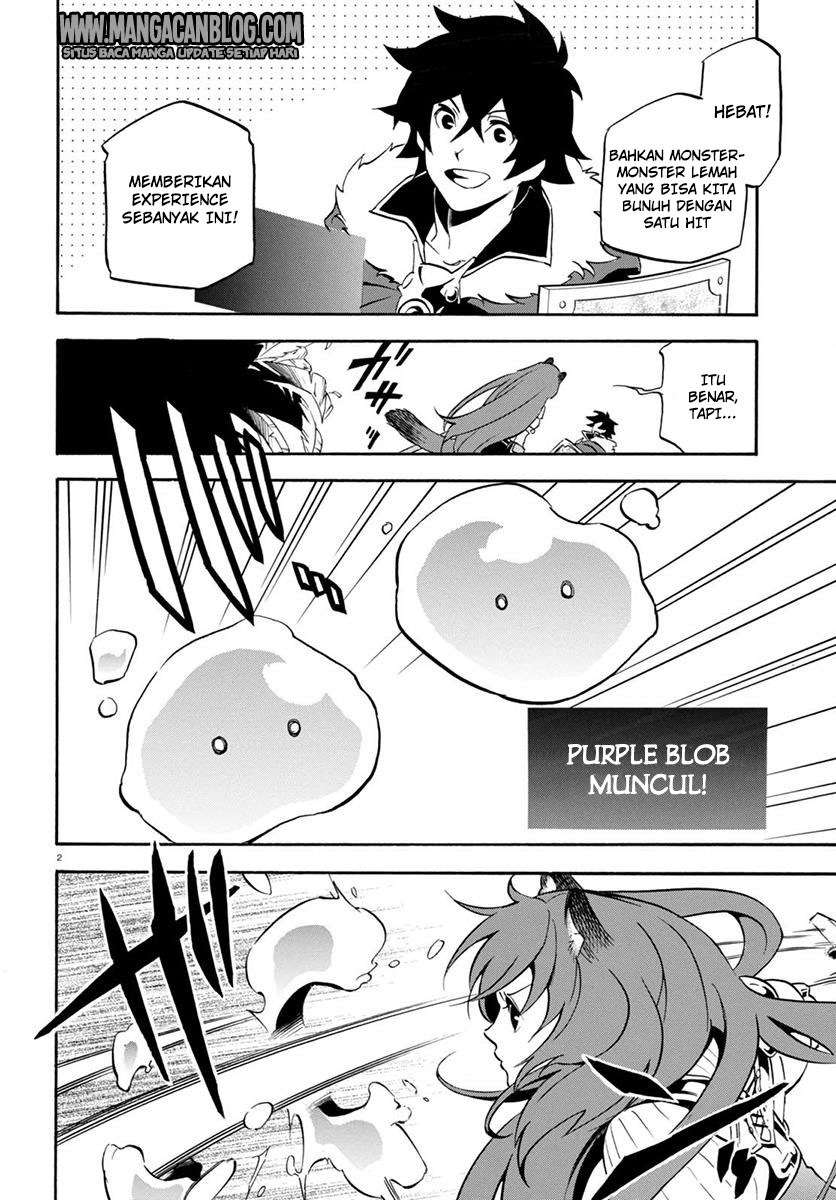 WWW.MANGACANBLOG.COM
SITUS BACA MANGA UPDATE SETIAP HARI
HEBAT!
BAHKAN MONSTER-
MONSTER LEMAH
YANG BISA KITA
BUNUH DENGAN
SATU HIT
MEMBERIKAN
EXPERIENCE
SEBANYAK INI!
ITU
BENAR,
TAPI...
PURPLE BLOB
MUNCUL!
2